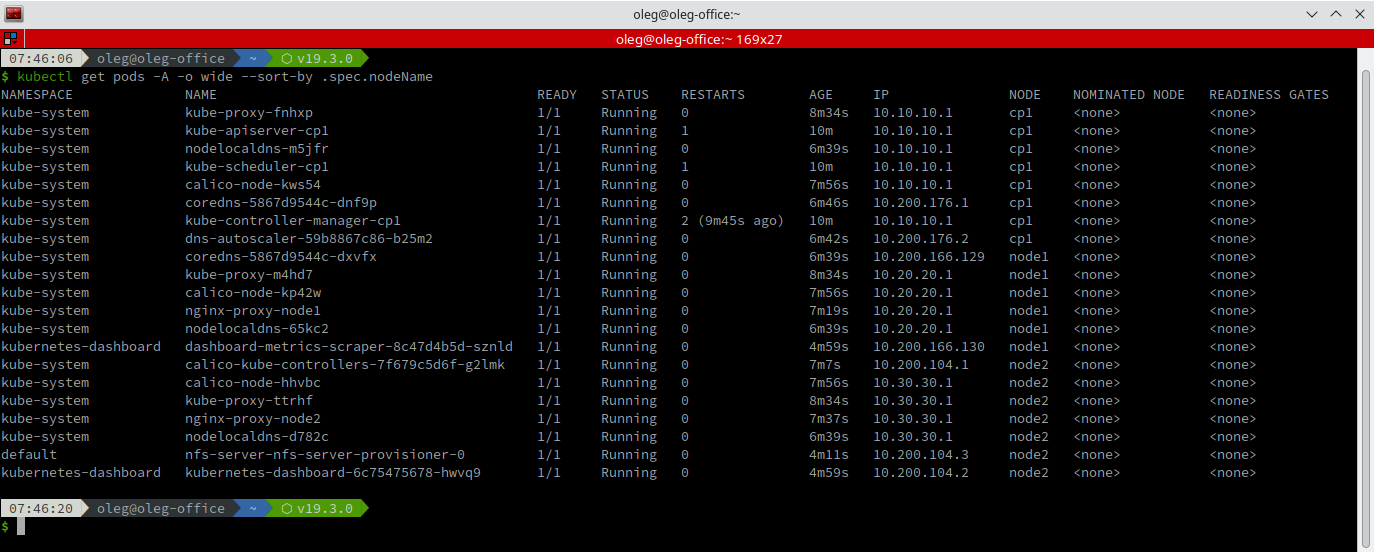 oleg@oleg-office:~
oleg@oleg-office:~ 169x27
07:46:06 oleg@oleg-office ~ v19.3.0
$ kubectl get pods -A -o wide --sort-by .spec.nodeName
NAMESPACE NAME READY STATUS RESTARTS AGE IP NODE NOMINATED NODE READINESS GATES
kube-system kube-proxy-fnhxp 1/1 Running 0 8m34s 10.10.10.1 cp1 <none> <none>
kube-system kube-apiserver-cp1 1/1 Running 1 10m 10.10.10.1 cp1 <none> <none>
kube-system nodelocaldns-m5jfr 1/1 Running 0 6m39s 10.10.10.1 cp1 <none> <none>
kube-system kube-scheduler-cp1 1/1 Running 1 10m 10.10.10.1 cp1 <none> <none>
kube-system calico-node-kws54 1/1 Running 0 7m56s 10.10.10.1 cp1 <none> <none>
kube-system coredns-5867d9544c-dnf9p 1/1 Running 0 6m46s 10.200.176.1 cp1 <none> <none>
kube-system kube-controller-manager-cp1 1/1 Running 2 (9m45s ago) 10m 10.10.10.1 cp1 <none> <none>
kube-system dns-autoscaler-59b8867c86-b25m2 1/1 Running 0 6m42s 10.200.176.2 cp1 <none> <none>
kube-system coredns-5867d9544c-dxvfx 1/1 Running 0 6m39s 10.200.166.129 node1 <none> <none>
kube-system kube-proxy-m4hd7 1/1 Running 0 8m34s 10.20.20.1 node1 <none> <none>
kube-system calico-node-kp42w 1/1 Running 0 7m56s 10.20.20.1 node1 <none> <none>
kube-system nginx-proxy-node1 1/1 Running 0 7m19s 10.20.20.1 node1 <none> <none>
kube-system nodelocaldns-65kc2 1/1 Running 0 6m39s 10.20.20.1 node1 <none> <none>
kubernetes-dashboard dashboard-metrics-scraper-8c47d4b5d-sznld 1/1 Running 0 4m59s 10.200.166.130 node1 <none> <none>
kube-system calico-kube-controllers-7f679c5d6f-g2lmk 1/1 Running 0 7m7s 10.200.104.1 node2 <none> <none>
kube-system calico-node-hhvbc 1/1 Running 0 7m56s 10.30.30.1 node2 <none> <none>
kube-system kube-proxy-ttrhf 1/1 Running 0 8m34s 10.30.30.1 node2 <none> <none>
kube-system nginx-proxy-node2 1/1 Running 0 7m37s 10.30.30.1 node2 <none> <none>
kube-system nodelocaldns-d782c 1/1 Running 0 6m39s 10.30.30.1 node2 <none> <none>
default nfs-server-nfs-server-provisioner-0 1/1 Running 0 4m11s 10.200.104.3 node2 <none> <none>
kubernetes-dashboard kubernetes-dashboard-6c75475678-hwvq9 1/1 Running 0 4m59s 10.200.104.2 node2 <none> <none>
07:46:20 oleg@oleg-office ~ v19.3.0
$